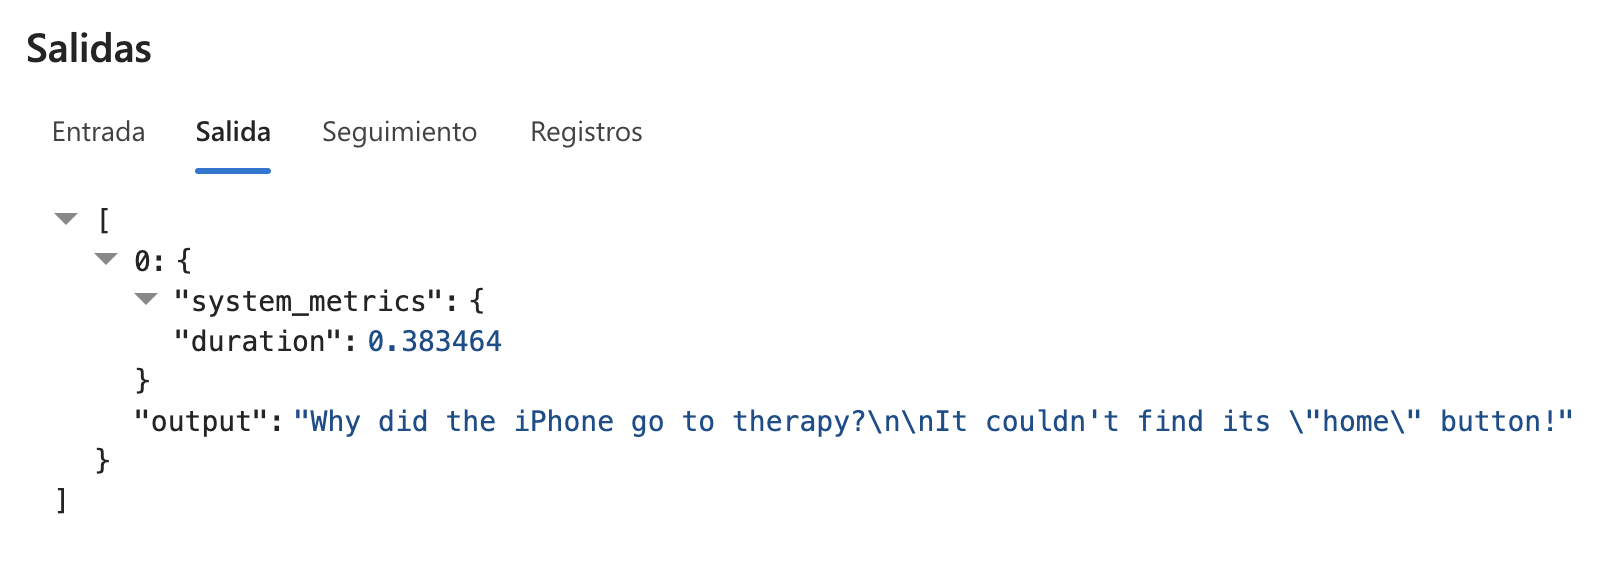 Salidas
Entrada Salida Seguimiento Registros
[
0: {
"system_metrics": {
"duration": 0.383464
}
"output": "Why did the iPhone go to therapy?\n\nIt couldn't find its \"home\" button!"
}
]